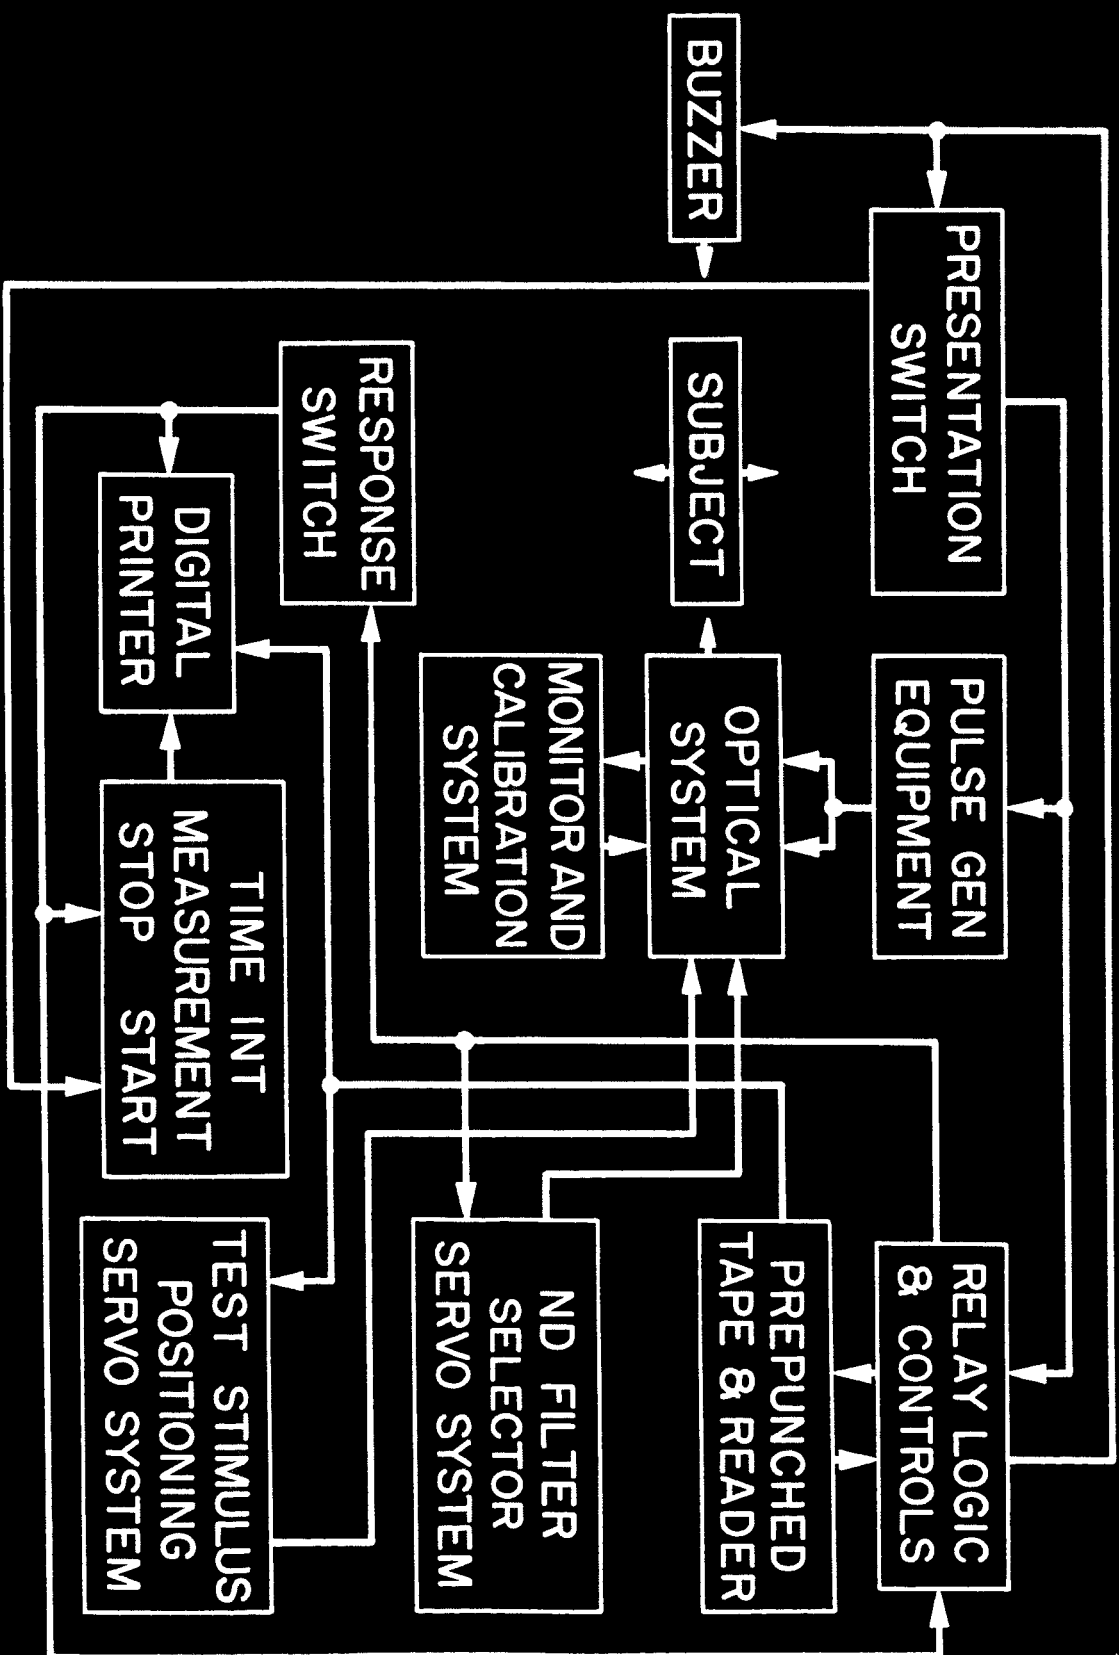 BUZZER
PRESENTATION
SWITCH
PULSE GEN
EQUIPMENT
RELAY LOGIC
& CONTROLS
SUBJECT
OPTICAL
SYSTEM
PREPUNCHED
TAPE & READER
MONITOR AND
CALIBRATION
SYSTEM
ND FILTER
SELECTOR
SERVO SYSTEM
RESPONSE
SWITCH
DIGITAL
PRINTER
TIME INT
MEASUREMENT
STOP START
TEST STIMULUS
POSITIONING
SERVO SYSTEM